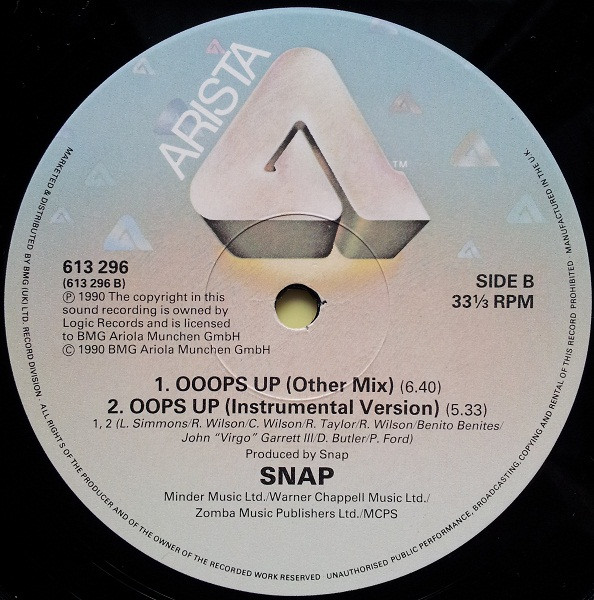 ARISTA
TM
613 296
(613 296 B)
℗ 1990 The copyright in this
sound recording is owned by
Logic Records and is licensed
to BMG Ariola Munchen GmbH
© 1990 BMG Ariola Munchen GmbH
SIDE B
33⅓ RPM
1. OOOPS UP (Other Mix) (6.40)
2. OOPS UP (Instrumental Version) (5.33)
1, 2 (L. Simmons/R. Wilson/C. Wilson/R. Taylor/R. Wilson/Benito Benites/
John "Virgo" Garrett III/D. Butler/P. Ford)
Produced by Snap
SNAP
Minder Music Ltd./Warner Chappell Music Ltd./
Zomba Music Publishers Ltd./MCPS
MARKETED & DISTRIBUTED BY BMG (UK) LTD. RECORD DIVISION · ALL RIGHTS OF THE PRODUCER AND OF THE OWNER OF THE RECORDED WORK RESERVED · UNAUTHORISED PUBLIC PERFORMANCE, BROADCASTING, COPYING AND RENTAL OF THIS RECORD PROHIBITED · MANUFACTURED IN THE U.K.